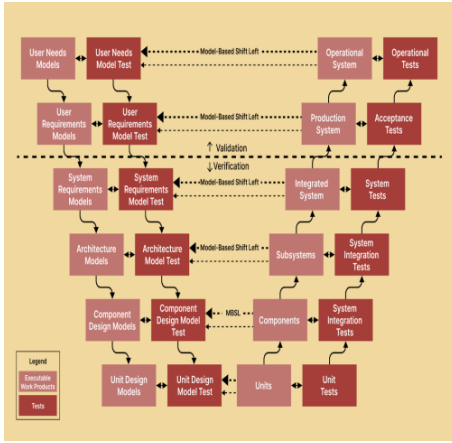 User Needs
Models
User Needs
Model Test
Model-Based Shift Left
Operational
System
Operational
Tests
User
Requirements
Models
User
Requirements
Model Test
Model-Based Shift Left
Production
System
Acceptance
Tests
↑ Validation
↓ Verification
System
Requirements
Models
System
Requirements
Model Test
Model-Based Shift Left
Integrated
System
System
Tests
Architecture
Models
Architecture
Model Test
Model-Based Shift Left
Subsystems
System
Integration
Tests
Component
Design Models
Component
Design Model
Test
MBSL
Components
System
Integration
Tests
Unit Design
Models
Unit Design
Model Test
Units
Unit
Tests
Legend
Executable
Work Products
Tests